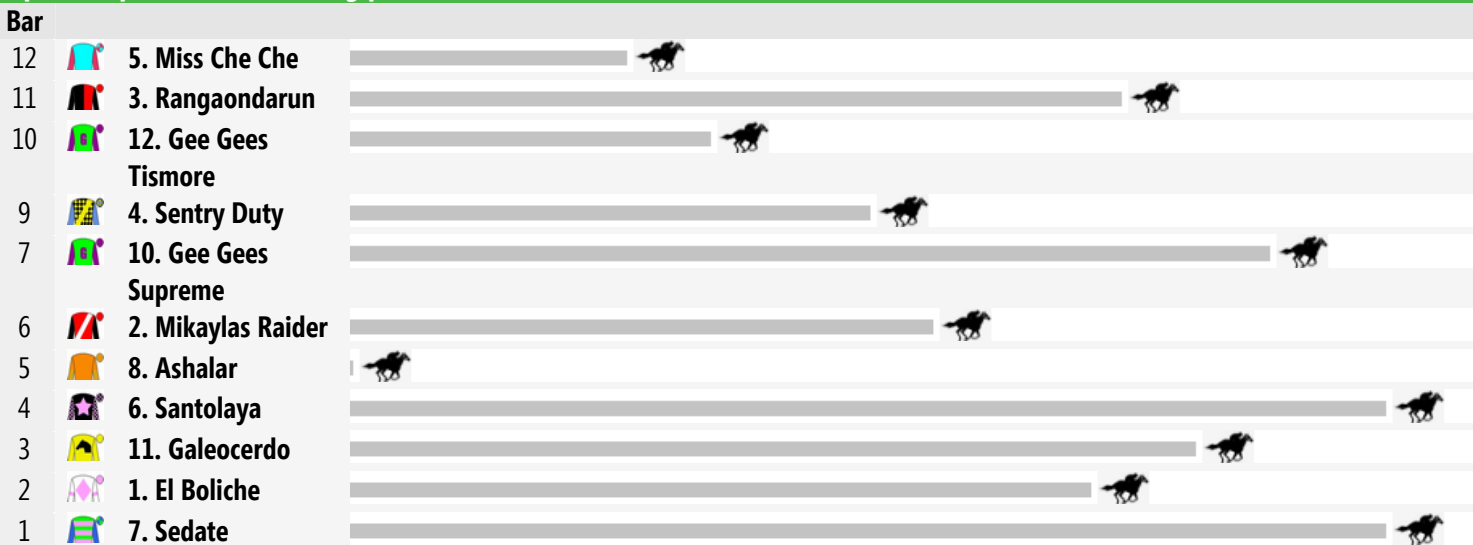 Bar
12 5. Miss Che Che
11 3. Rangaondarun
10 12. Gee Gees
Tismore
9 4. Sentry Duty
7 10. Gee Gees
Supreme
6 2. Mikaylas Raider
5 8. Ashalar
4 6. Santolaya
3 11. Galeocerdo
2 1. El Boliche
1 7. Sedate